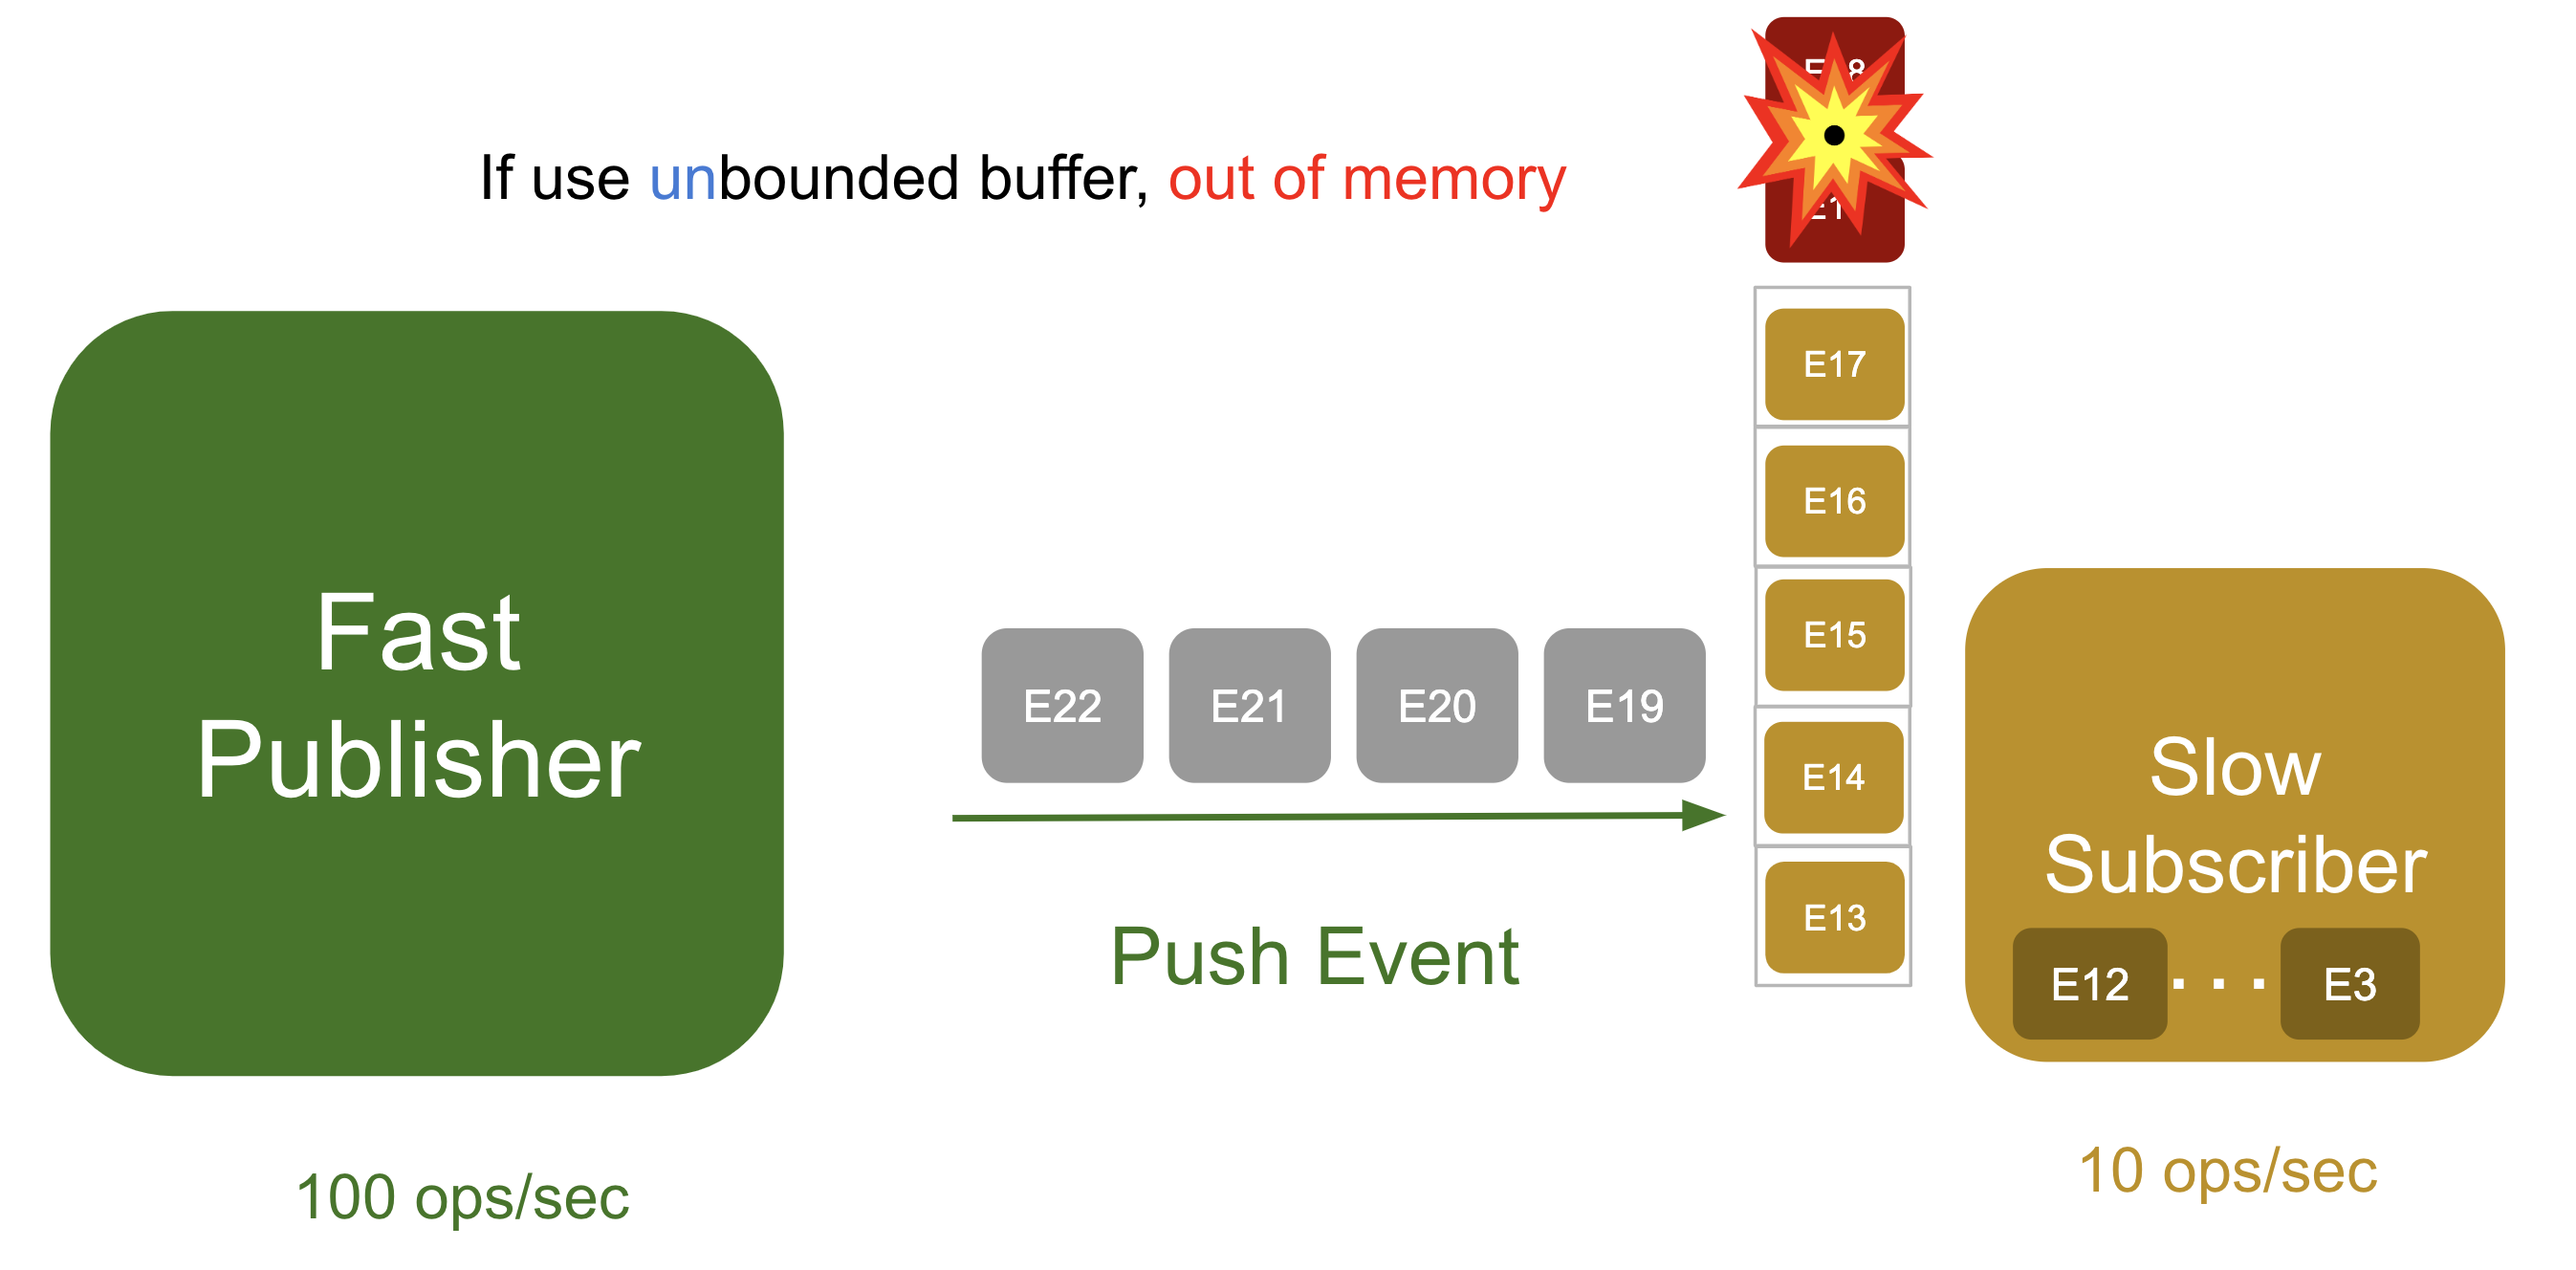 If use unbounded buffer, out of memory
E17
E16
E15
E14
E13
Fast
Publisher
E22 E21 E20 E19
Push Event
Slow
Subscriber
E12 ... E3
100 ops/sec
10 ops/sec